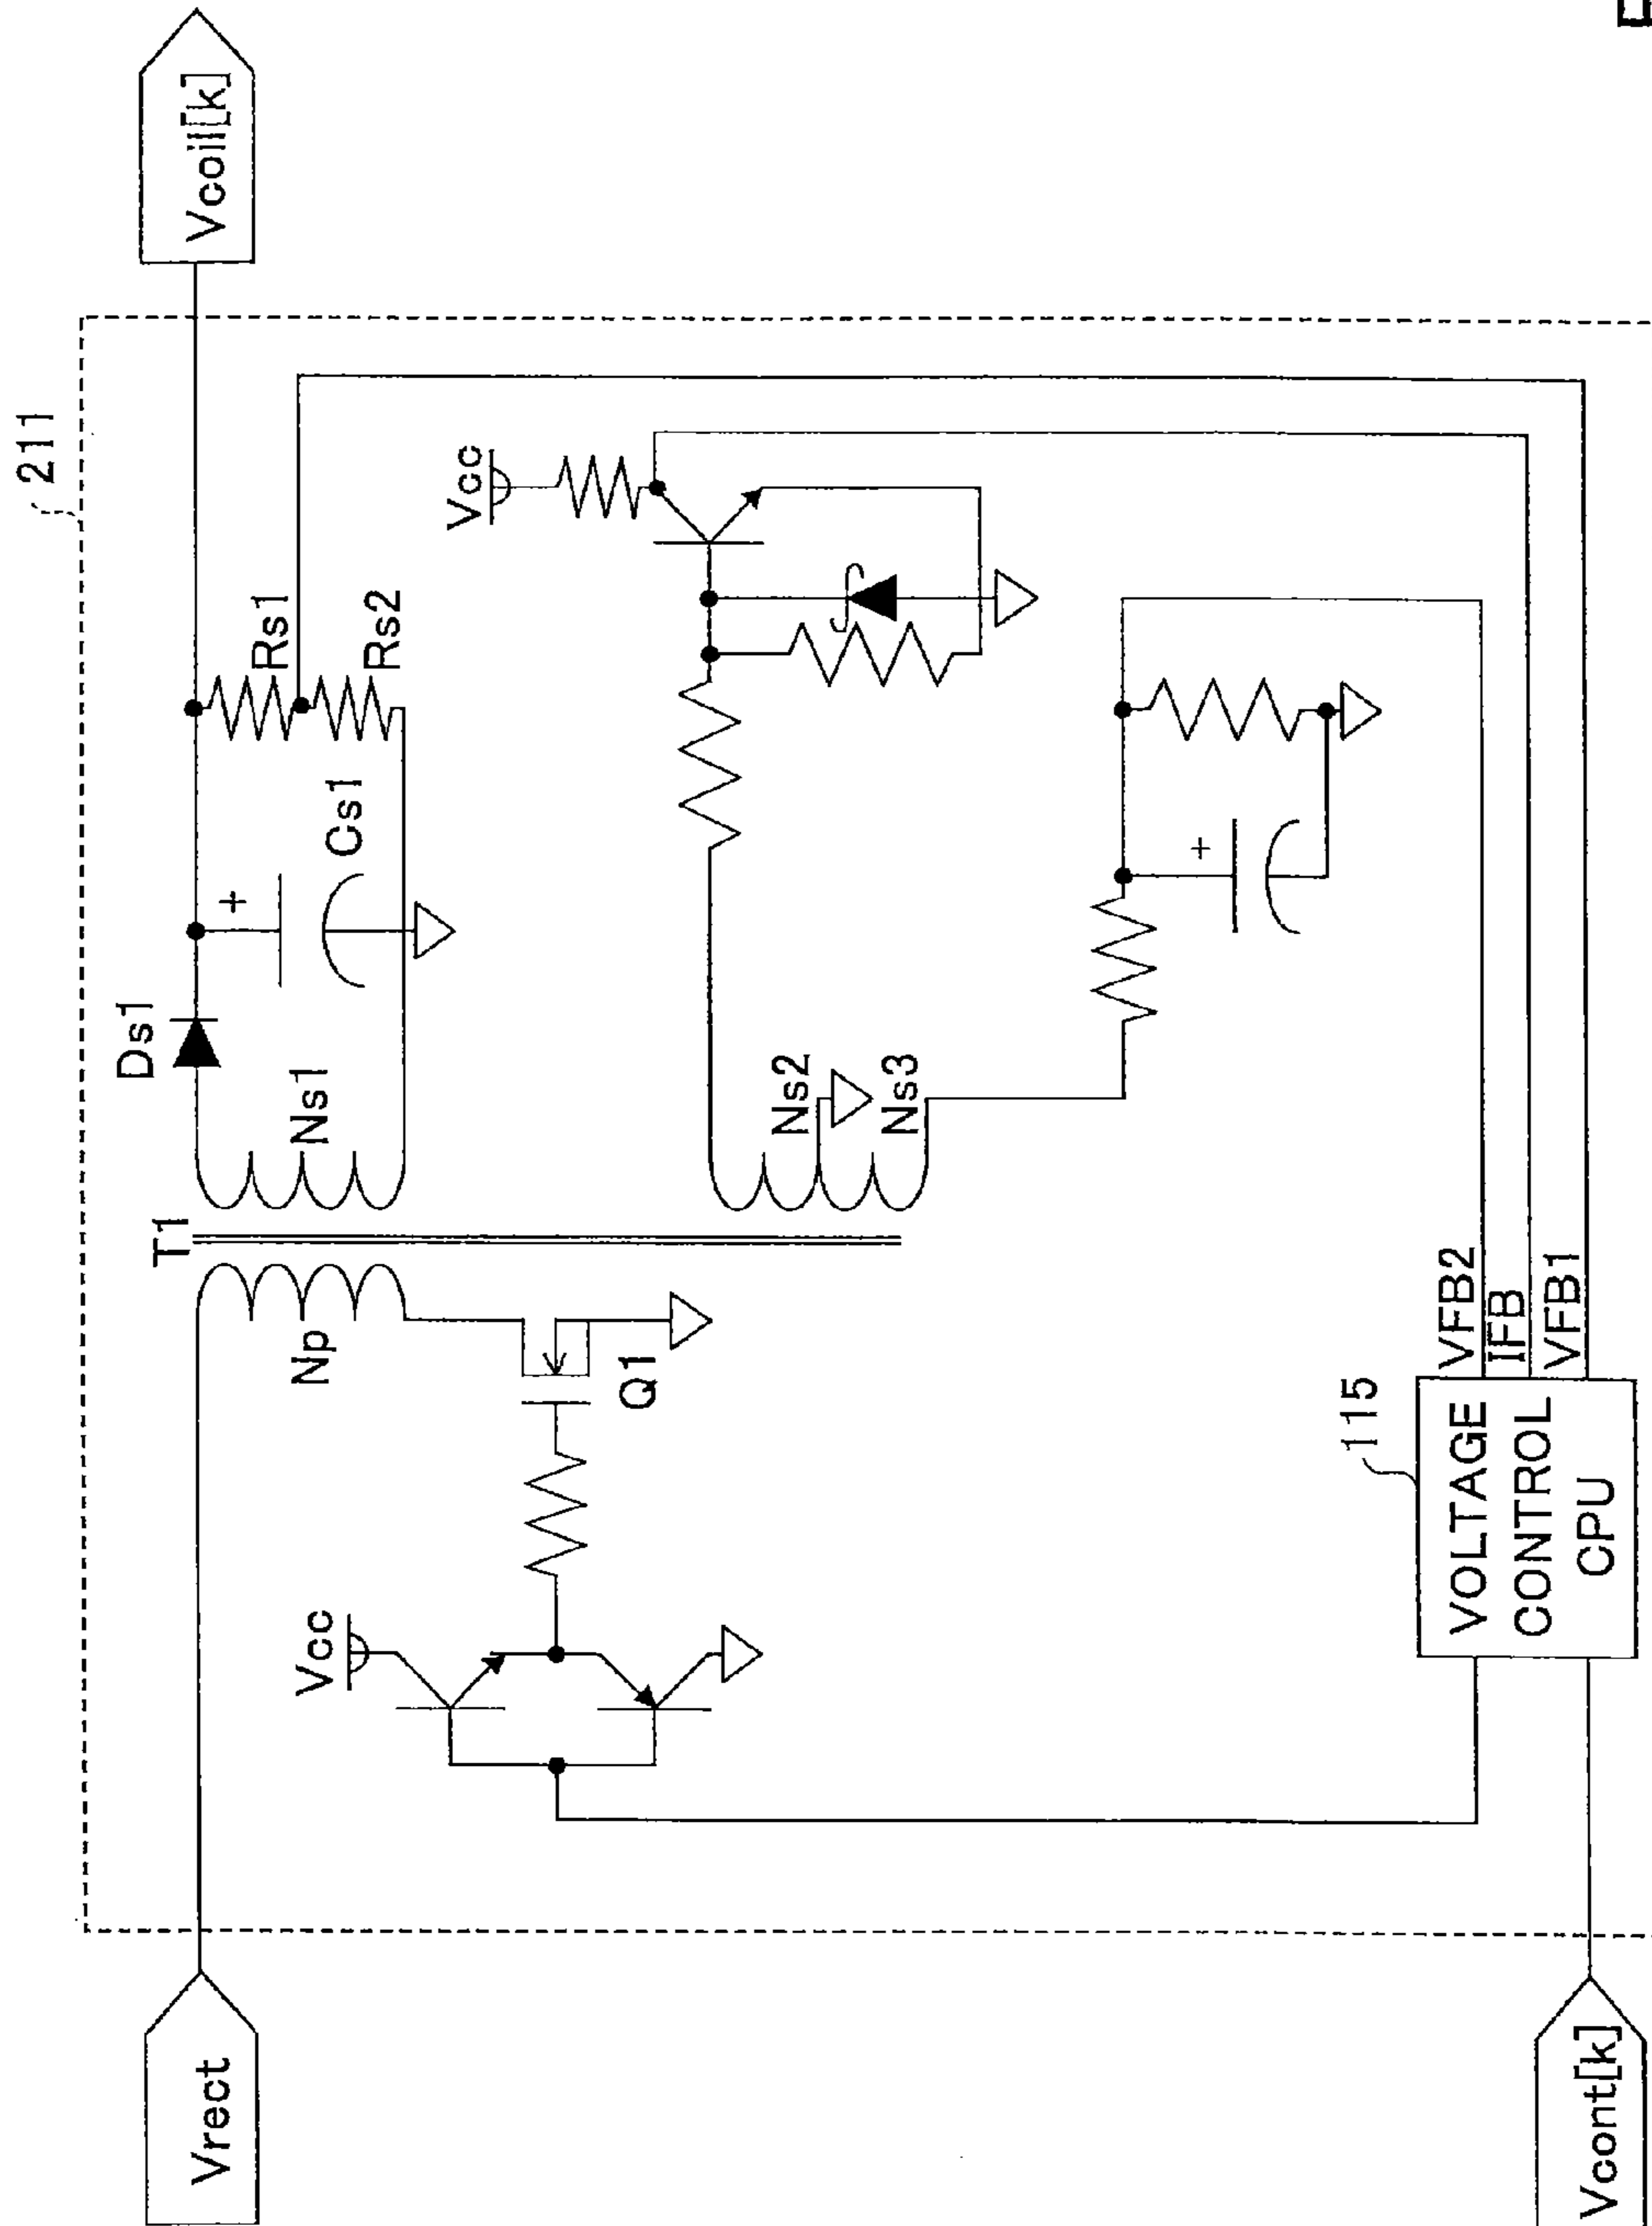 211
Vrect
Vcoil[k]
T1
Np
Ns1
Ds1
Cs1
Rs1
Rs2
Vcc
Q1
Vcc
Ns2
Ns3
+
+
115
VOLTAGE
CONTROL
CPU
VFB2
IFB
VFB1
Vcont[k]